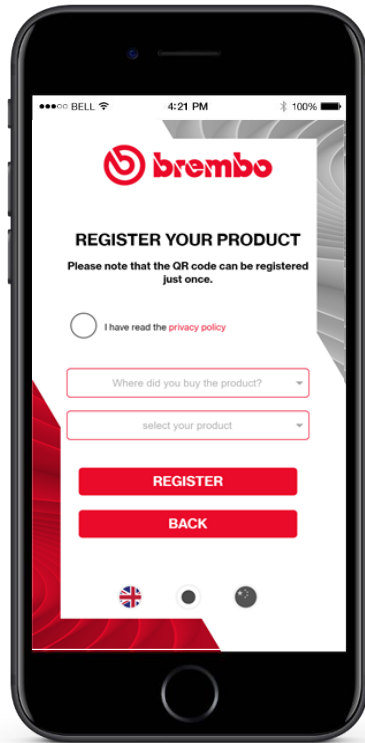 ●●●○○ BELL 4:21 PM 100%
brembo
REGISTER YOUR PRODUCT
Please note that the QR code can be registered
just once.
I have read the privacy policy
Where did you buy the product?
select your product
REGISTER
BACK